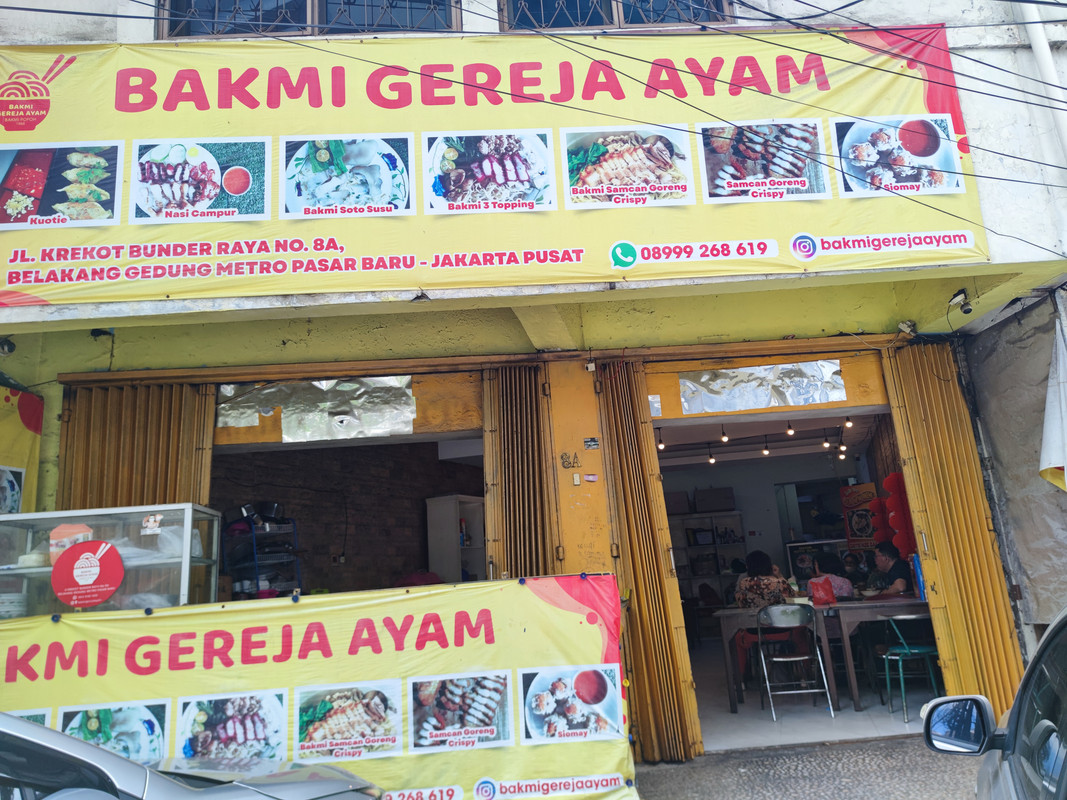 BAKMI GEREJA AYAM
BAKMI
GEREJA AYAM
Kuotie
Nasi Campur
Bakmi Soto Susu
Bakmi 3 Topping
Bakmi Samcan Goreng
Crispy
Samcan Goreng
Crispy
Siomay
JL. KREKOT BUNDER RAYA NO. 8A,
BELAKANG GEDUNG METRO PASAR BARU - JAKARTA PUSAT
08999 268 619
bakmigerejaayam
8A
KMI GEREJA AYAM
Bakmi Samcan Goreng
Crispy
Samcan Goreng
Crispy
Siomay
9 268 619
bakmigerejaayam